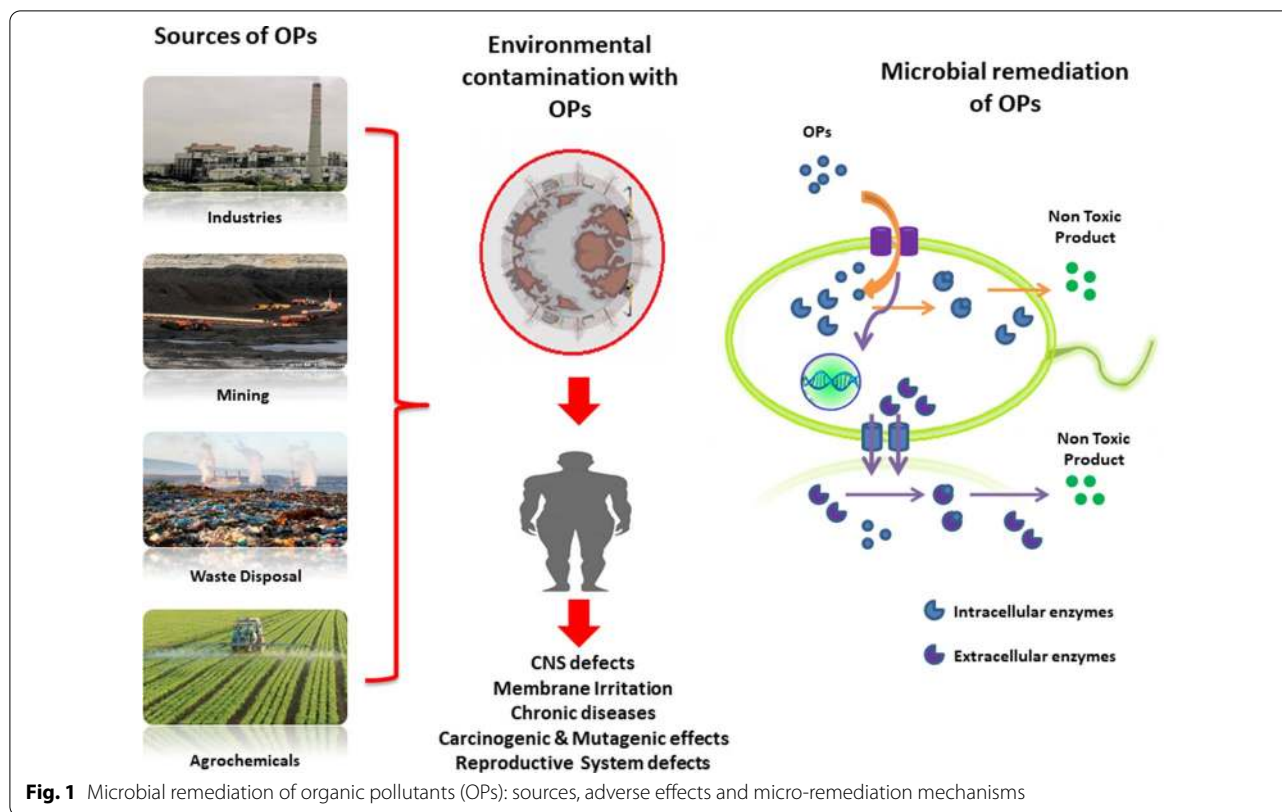 Sources of OPs
Industries
Mining
Waste Disposal
Agrochemicals
Environmental
contamination with
OPs
CNS defects
Membrane Irritation
Chronic diseases
Carcinogenic & Mutagenic effects
Reproductive System defects
Microbial remediation
of OPs
OPs
Non Toxic
Product
Non Toxic
Product
Intracellular enzymes
Extracellular enzymes
Fig. 1 Microbial remediation of organic pollutants (OPs): sources, adverse effects and micro-remediation mechanisms